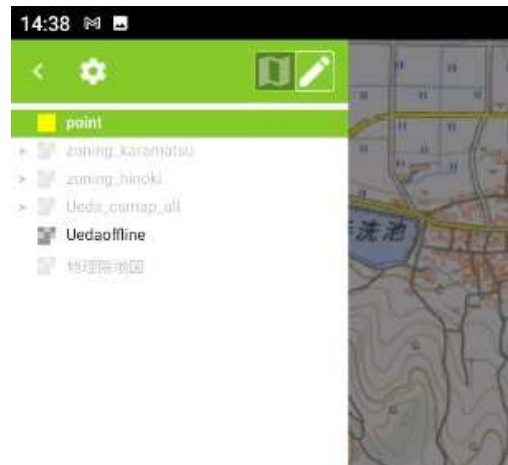 14:38
point
zoning_karamatsu
zoning_hinoki
Ueda_csmap_all
Uedaoffline
地理院地図
洗池